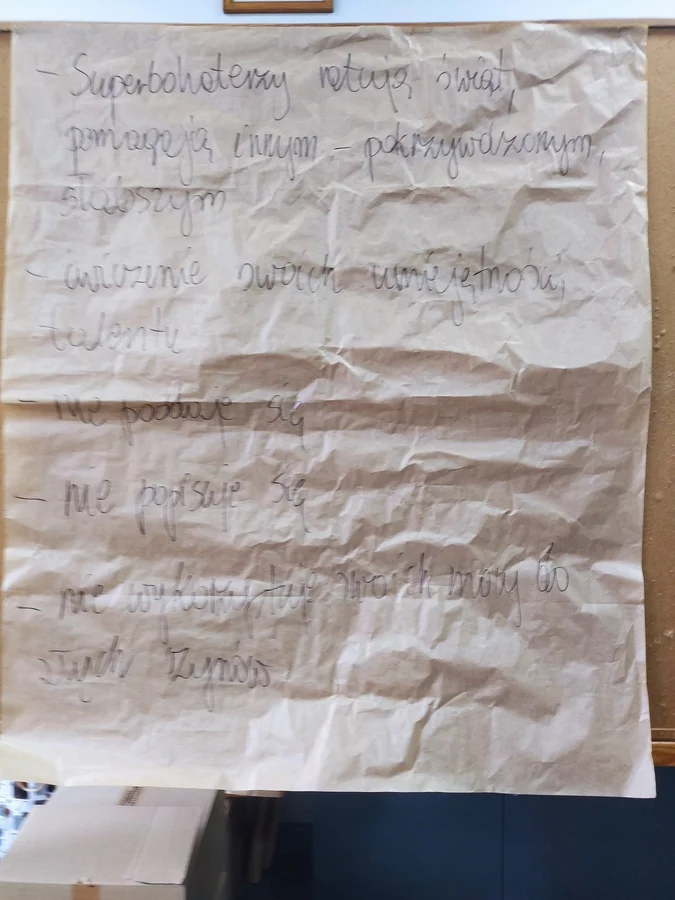 - Superbohaterzy ratują świat,
pomagają innym - pokrzywdzonym,
słabszym
- ćwiczenie swoich umiejętności,
talentu
- nie poddaje się
- nie popisuje się
- nie wykorzystuje swoich mocy do
złych czynów